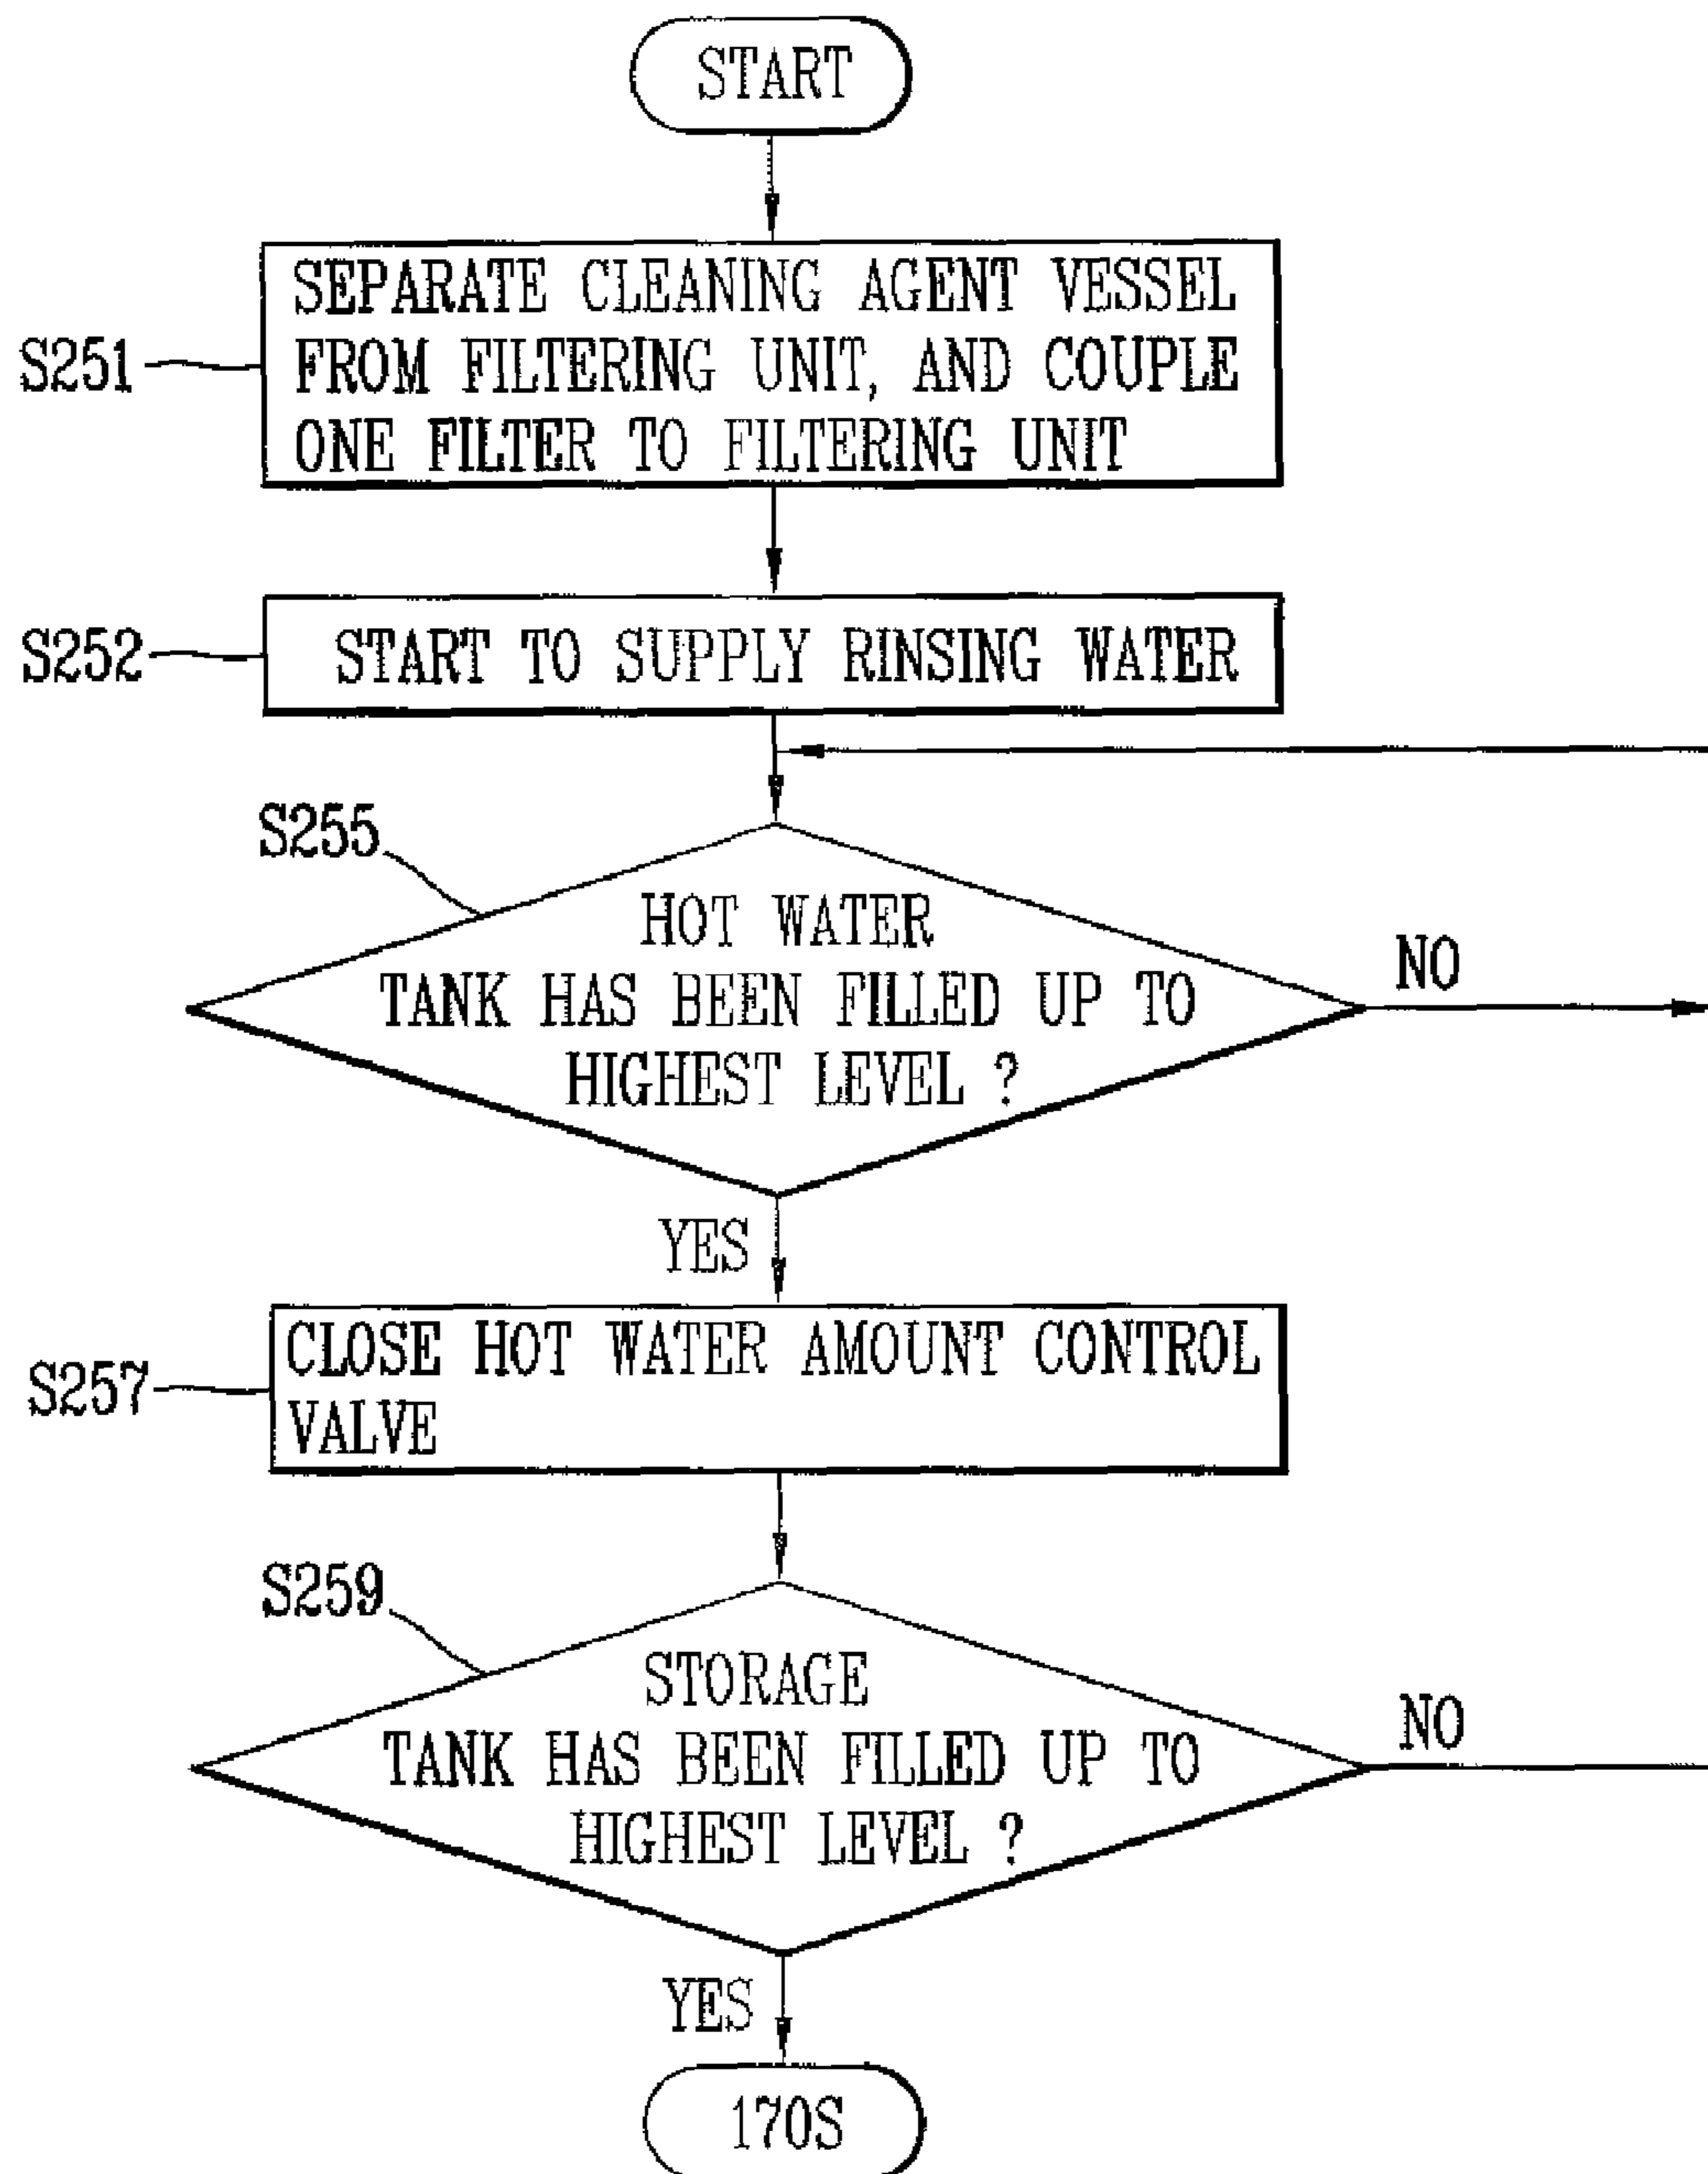 START
S251
SEPARATE CLEANING AGENT VESSEL
FROM FILTERING UNIT, AND COUPLE
ONE FILTER TO FILTERING UNIT
S252
START TO SUPPLY RINSING WATER
S255
HOT WATER
TANK HAS BEEN FILLED UP TO
HIGHEST LEVEL ?
NO
YES
S257
CLOSE HOT WATER AMOUNT CONTROL
VALVE
S259
STORAGE
TANK HAS BEEN FILLED UP TO
HIGHEST LEVEL ?
NO
YES
170S